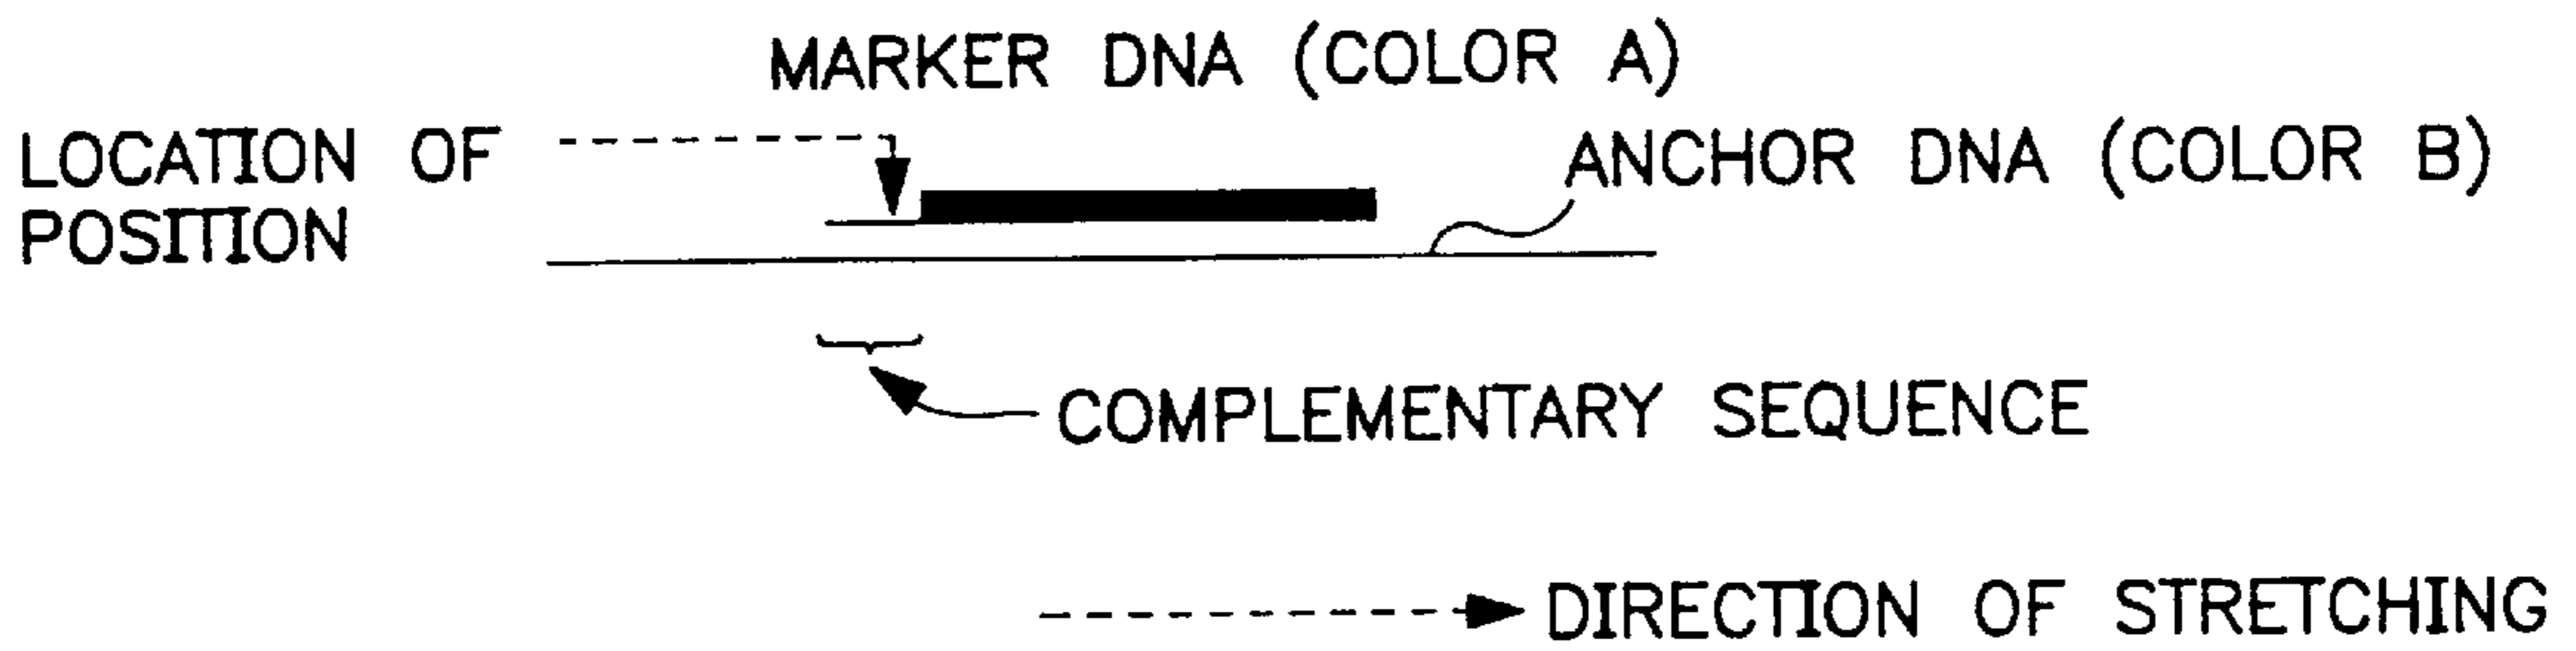 MARKER DNA (COLOR A)
LOCATION OF
POSITION
ANCHOR DNA (COLOR B)
COMPLEMENTARY SEQUENCE
DIRECTION OF STRETCHING